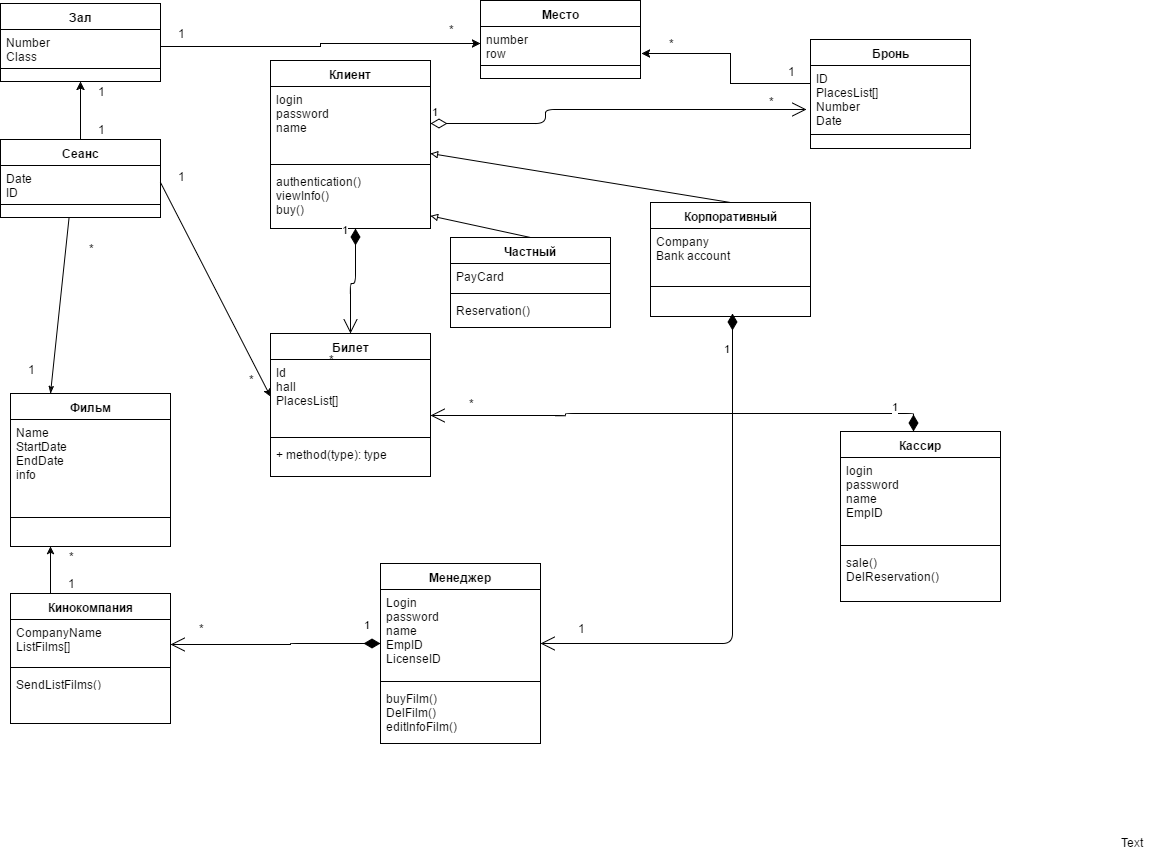 Зал
Number
Class
1
*
Место
number
row
*
1
Бронь
ID
PlacesList[]
Number
Date
Клиент
login
password
name
authentication()
viewInfo()
buy()
1
*
1
1
Сеанс
Date
ID
1
*
*
1
1
*
Частный
PayCard
Reservation()
Корпоративный
Company
Bank account
1
1
Билет
Id
hall
PlacesList[]
+ method(type): type
*
1
Кассир
login
password
name
EmpID
sale()
DelReservation()
Фильм
Name
StartDate
EndDate
info
*
1
Кинокомпания
CompanyName
ListFilms[]
SendListFilms()
*
1
Менеджер
Login
password
name
EmpID
LicenseID
buyFilm()
DelFilm()
editInfoFilm()
Text